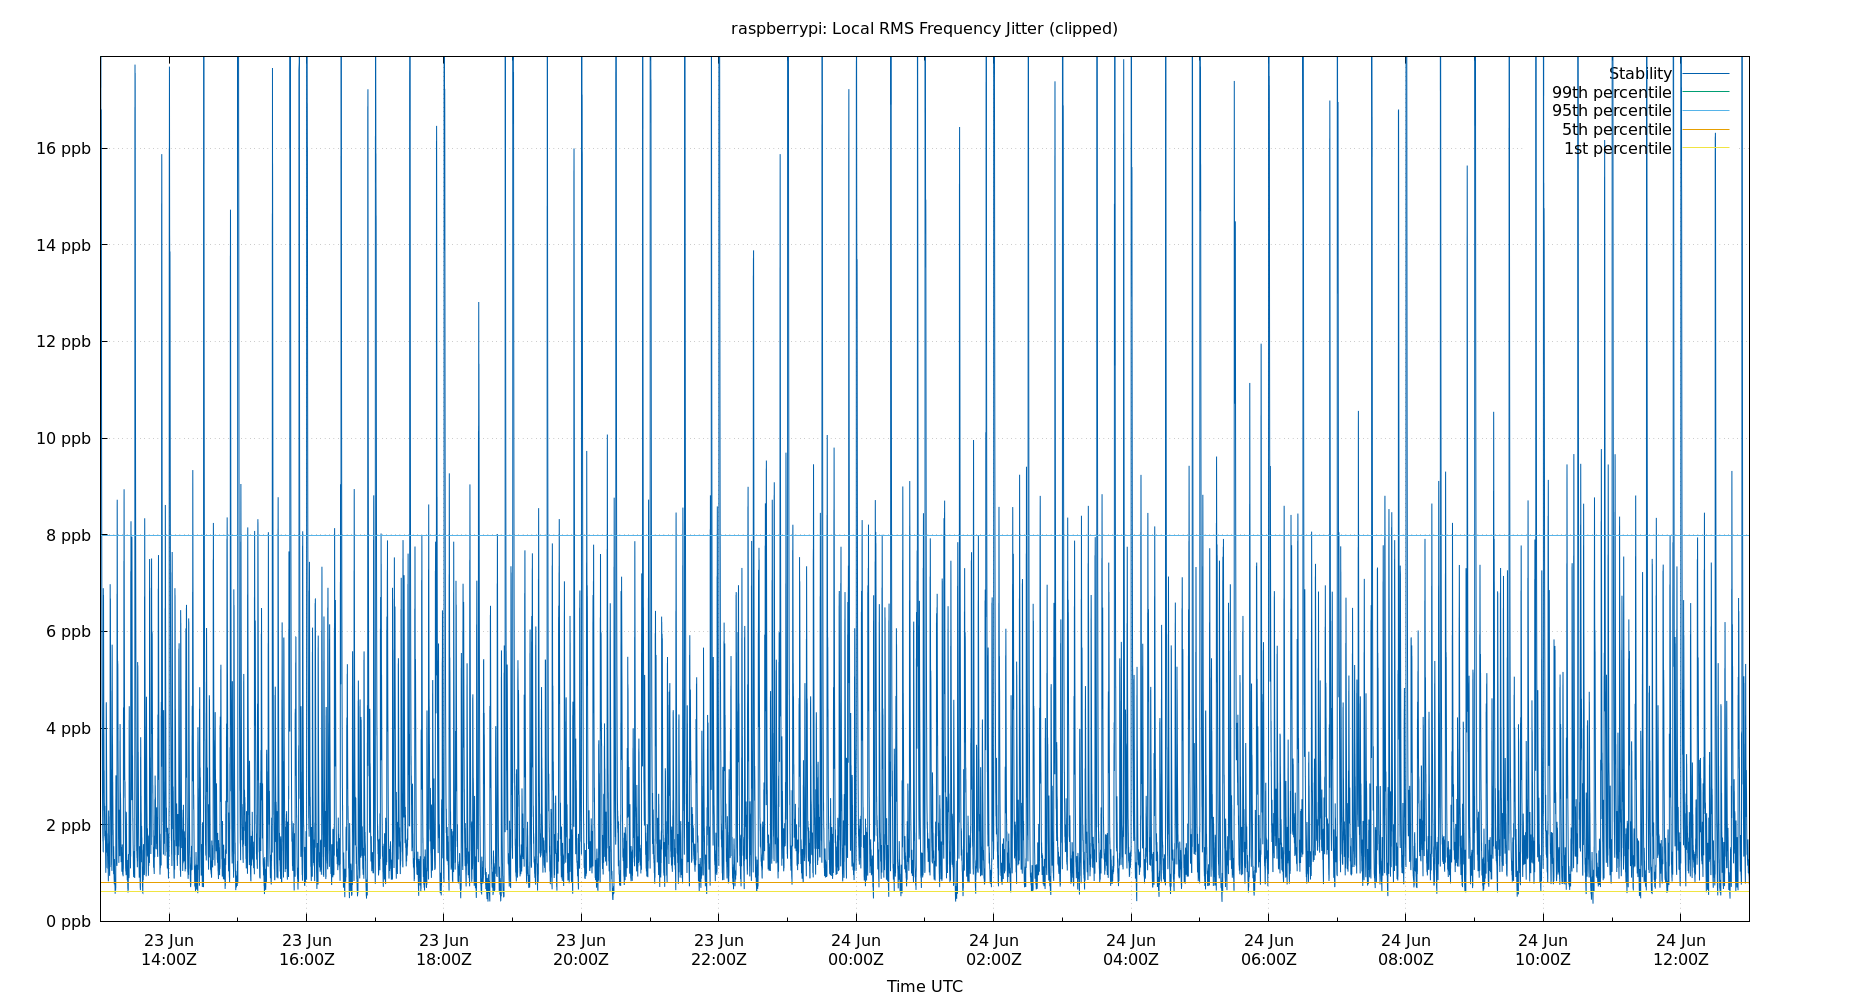 raspberrypi: Local RMS Frequency Jitter (clipped)
Stability
99th percentile
95th percentile
5th percentile
1st percentile
16 ppb
14 ppb
12 ppb
10 ppb
8 ppb
6 ppb
4 ppb
2 ppb
0 ppb
23 Jun
14:00Z
23 Jun
16:00Z
23 Jun
18:00Z
23 Jun
20:00Z
23 Jun
22:00Z
24 Jun
00:00Z
24 Jun
02:00Z
24 Jun
04:00Z
24 Jun
06:00Z
24 Jun
08:00Z
24 Jun
10:00Z
24 Jun
12:00Z
Time UTC